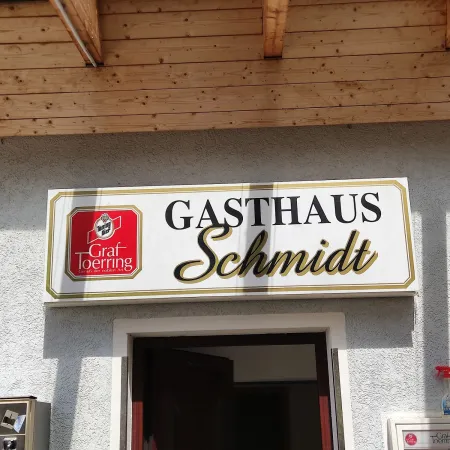 GASTHAUS
Schmidt
Graf
Toerring